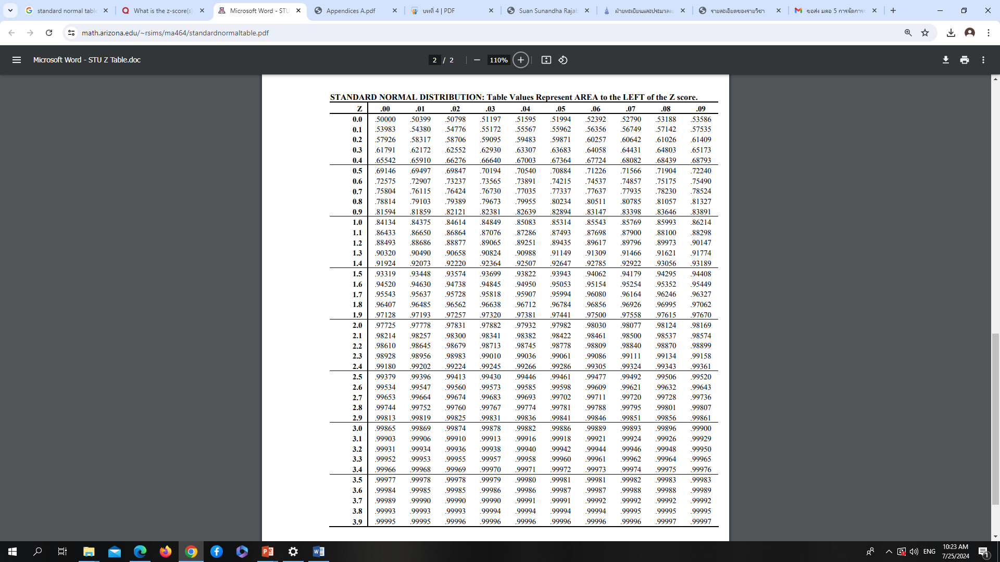 standard normal table
What is the z-score(s)
Microsoft Word - STU
Appendices A.pdf
บทที่ 4 | PDF
Suan Sunandha Rajab
ฝ่ายทะเบียนและประมวลผ
รายละเอียดของรายวิชา
ขอส่ง มคอ 5 การจัดการ
math.arizona.edu/~rsims/ma464/standardnormaltable.pdf
Microsoft Word - STU Z Table.doc
2 / 2
110%
STANDARD NORMAL DISTRIBUTION: Table Values Represent AREA to the LEFT of the Z score.
Z .00 .01 .02 .03 .04 .05 .06 .07 .08 .09
0.0 .50000 .50399 .50798 .51197 .51595 .51994 .52392 .52790 .53188 .53586
0.1 .53983 .54380 .54776 .55172 .55567 .55962 .56356 .56749 .57142 .57535
0.2 .57926 .58317 .58706 .59095 .59483 .59871 .60257 .60642 .61026 .61409
0.3 .61791 .62172 .62552 .62930 .63307 .63683 .64058 .64431 .64803 .65173
0.4 .65542 .65910 .66276 .66640 .67003 .67364 .67724 .68082 .68439 .68793
0.5 .69146 .69497 .69847 .70194 .70540 .70884 .71226 .71566 .71904 .72240
0.6 .72575 .72907 .73237 .73565 .73891 .74215 .74537 .74857 .75175 .75490
0.7 .75804 .76115 .76424 .76730 .77035 .77337 .77637 .77935 .78230 .78524
0.8 .78814 .79103 .79389 .79673 .79955 .80234 .80511 .80785 .81057 .81327
0.9 .81594 .81859 .82121 .82381 .82639 .82894 .83147 .83398 .83646 .83891
1.0 .84134 .84375 .84614 .84849 .85083 .85314 .85543 .85769 .85993 .86214
1.1 .86433 .86650 .86864 .87076 .87286 .87493 .87698 .87900 .88100 .88298
1.2 .88493 .88686 .88877 .89065 .89251 .89435 .89617 .89796 .89973 .90147
1.3 .90320 .90490 .90658 .90824 .90988 .91149 .91309 .91466 .91621 .91774
1.4 .91924 .92073 .92220 .92364 .92507 .92647 .92785 .92922 .93056 .93189
1.5 .93319 .93448 .93574 .93699 .93822 .93943 .94062 .94179 .94295 .94408
1.6 .94520 .94630 .94738 .94845 .94950 .95053 .95154 .95254 .95352 .95449
1.7 .95543 .95637 .95728 .95818 .95907 .95994 .96080 .96164 .96246 .96327
1.8 .96407 .96485 .96562 .96638 .96712 .96784 .96856 .96926 .96995 .97062
1.9 .97128 .97193 .97257 .97320 .97381 .97441 .97500 .97558 .97615 .97670
2.0 .97725 .97778 .97831 .97882 .97932 .97982 .98030 .98077 .98124 .98169
2.1 .98214 .98257 .98300 .98341 .98382 .98422 .98461 .98500 .98537 .98574
2.2 .98610 .98645 .98679 .98713 .98745 .98778 .98809 .98840 .98870 .98899
2.3 .98928 .98956 .98983 .99010 .99036 .99061 .99086 .99111 .99134 .99158
2.4 .99180 .99202 .99224 .99245 .99266 .99286 .99305 .99324 .99343 .99361
2.5 .99379 .99396 .99413 .99430 .99446 .99461 .99477 .99492 .99506 .99520
2.6 .99534 .99547 .99560 .99573 .99585 .99598 .99609 .99621 .99632 .99643
2.7 .99653 .99664 .99674 .99683 .99693 .99702 .99711 .99720 .99728 .99736
2.8 .99744 .99752 .99760 .99767 .99774 .99781 .99788 .99795 .99801 .99807
2.9 .99813 .99819 .99825 .99831 .99836 .99841 .99846 .99851 .99856 .99861
3.0 .99865 .99869 .99874 .99878 .99882 .99886 .99889 .99893 .99896 .99900
3.1 .99903 .99906 .99910 .99913 .99916 .99918 .99921 .99924 .99926 .99929
3.2 .99931 .99934 .99936 .99938 .99940 .99942 .99944 .99946 .99948 .99950
3.3 .99952 .99953 .99955 .99957 .99958 .99960 .99961 .99962 .99964 .99965
3.4 .99966 .99968 .99969 .99970 .99971 .99972 .99973 .99974 .99975 .99976
3.5 .99977 .99978 .99978 .99979 .99980 .99981 .99981 .99982 .99983 .99983
3.6 .99984 .99985 .99985 .99986 .99986 .99987 .99987 .99988 .99988 .99989
3.7 .99989 .99990 .99990 .99990 .99991 .99991 .99992 .99992 .99992 .99992
3.8 .99993 .99993 .99993 .99994 .99994 .99994 .99994 .99995 .99995 .99995
3.9 .99995 .99995 .99996 .99996 .99996 .99996 .99996 .99996 .99997 .99997
ENG
10:23 AM
7/25/2024
1